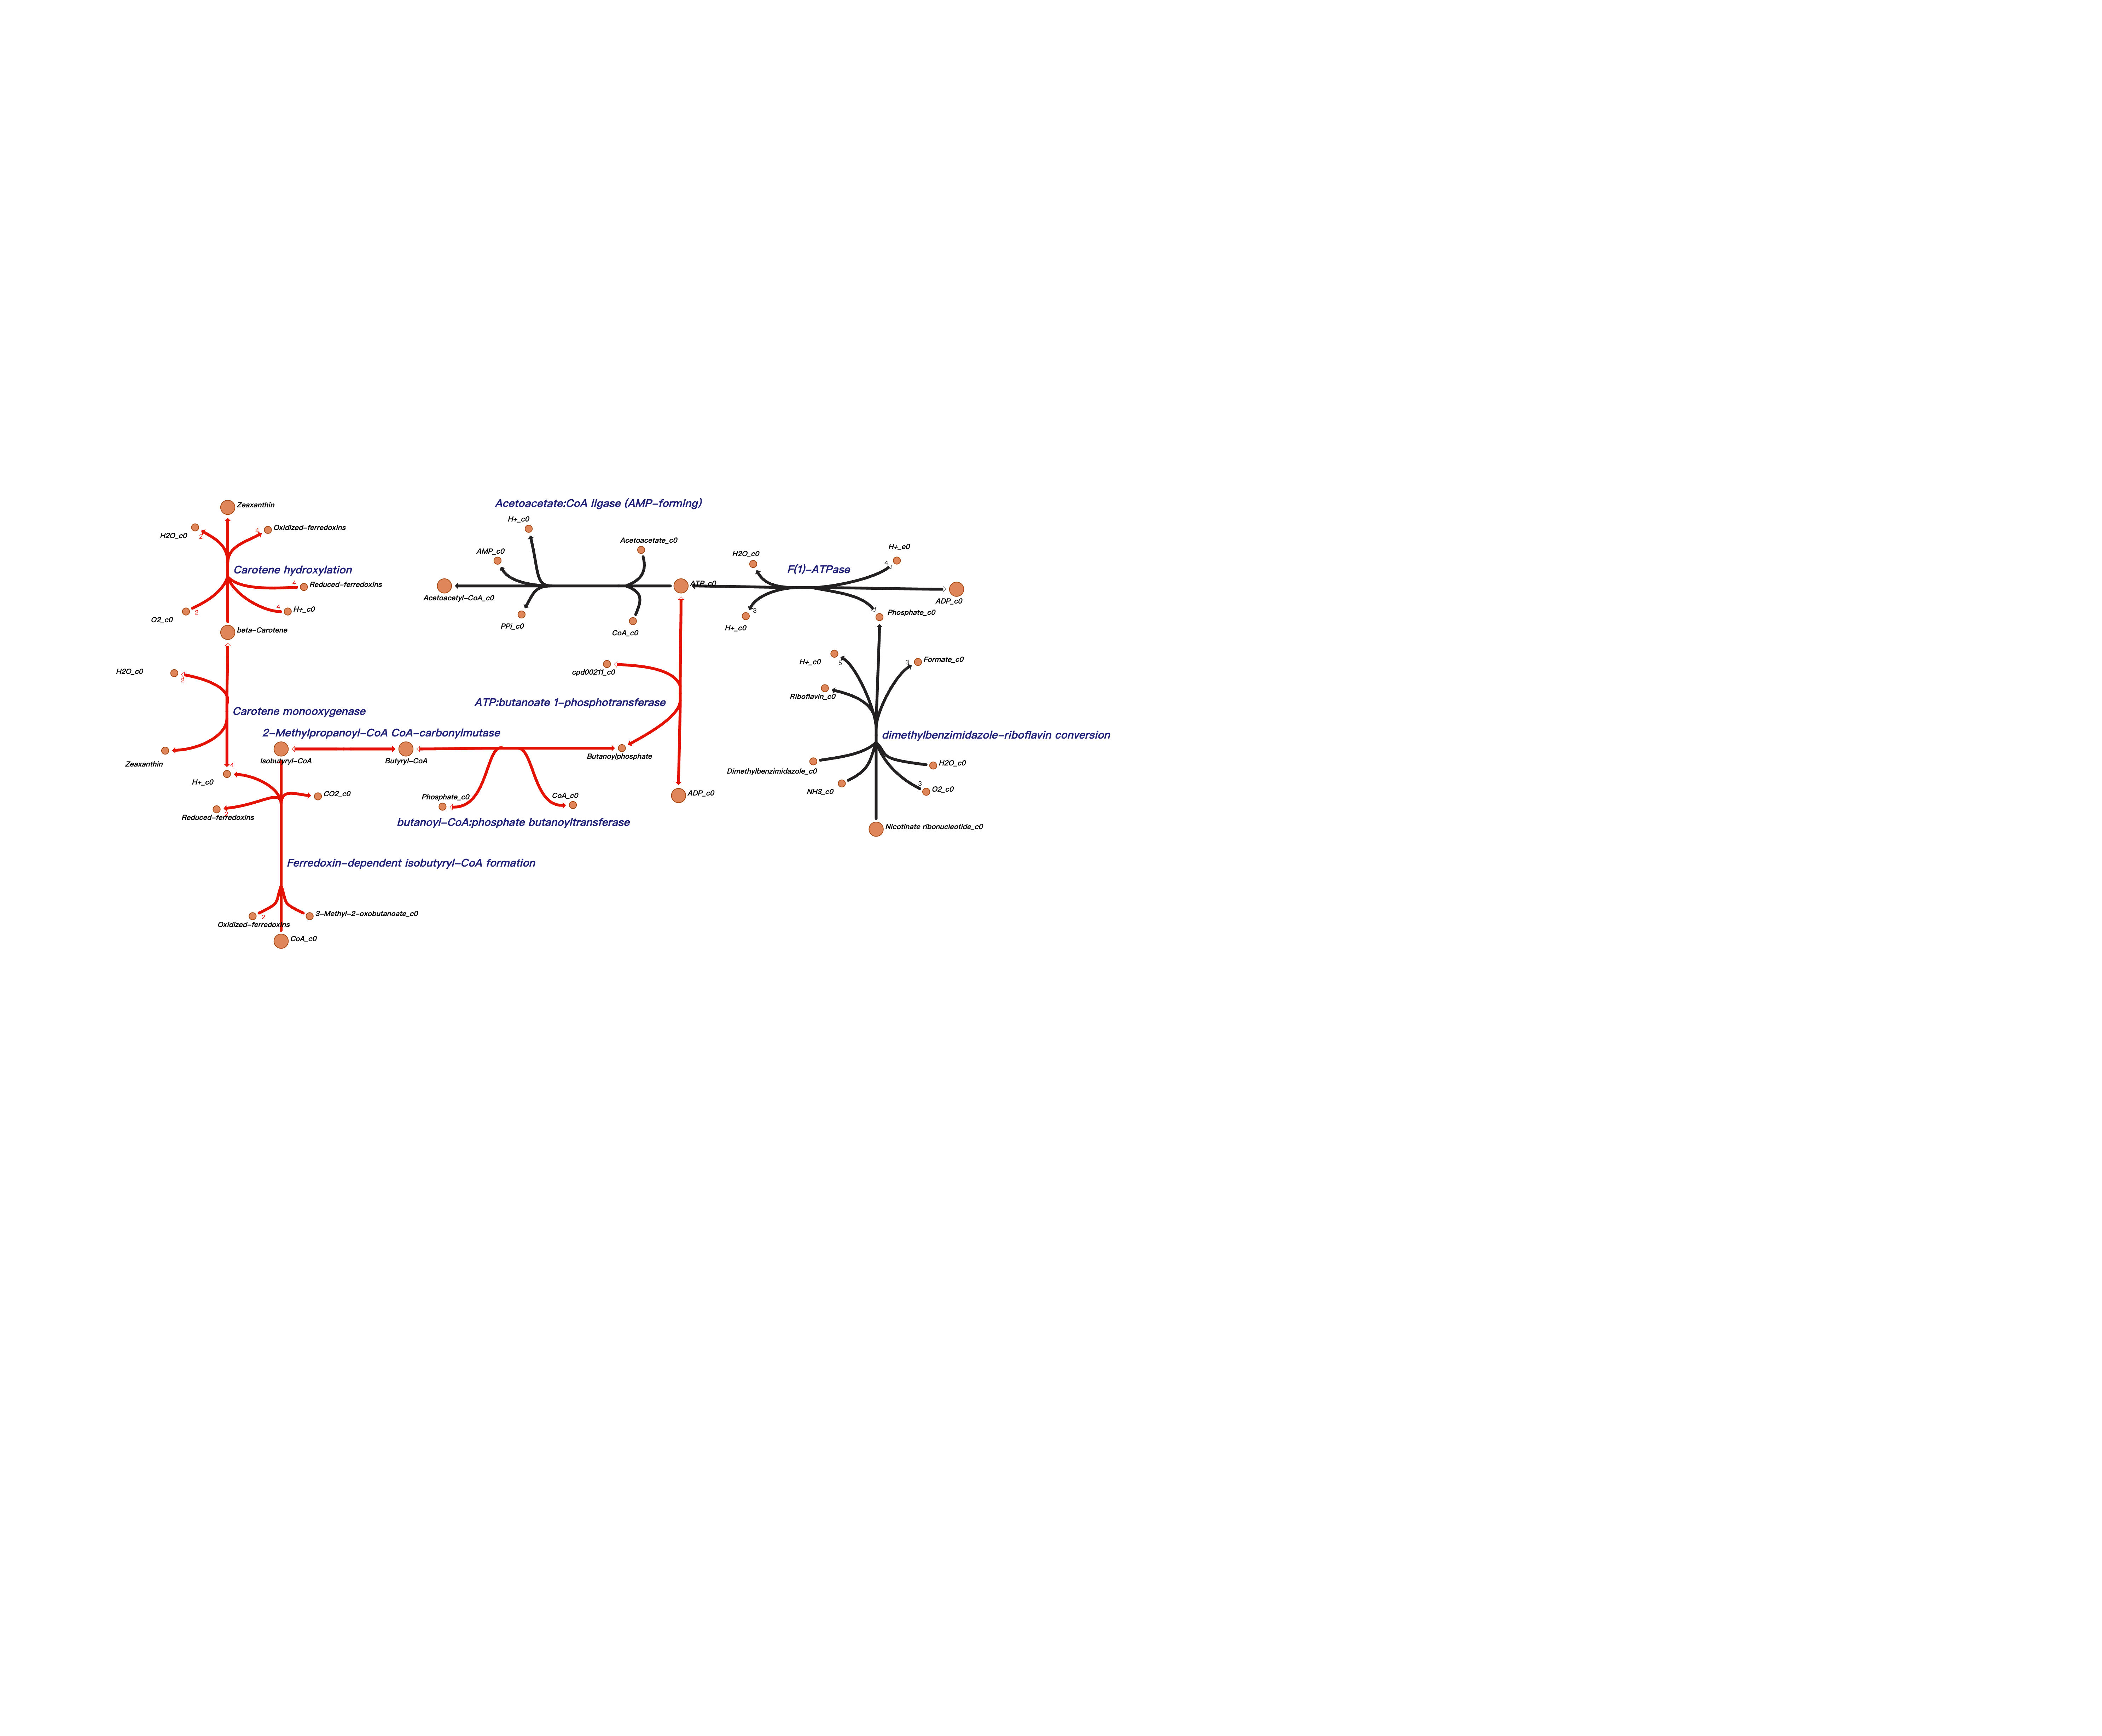 Zeaxanthin
H2O_c0
2
4
Oxidized-ferredoxins
Carotene hydroxylation
4
Reduced-ferredoxins
O2_c0
2
4
H+_c0
beta-Carotene
H2O_c0
2
Carotene monooxygenase
Zeaxanthin
4
H+_c0
2-Methylpropanoyl-CoA CoA-carbonylmutase
Isobutyryl-CoA
Butyryl-CoA
Butanoylphosphate
CO2_c0
Reduced-ferredoxins
2
Phosphate_c0
CoA_c0
butanoyl-CoA:phosphate butanoyltransferase
Ferredoxin-dependent isobutyryl-CoA formation
2
Oxidized-ferredoxins
3-Methyl-2-oxobutanoate_c0
CoA_c0
Acetoacetate:CoA ligase (AMP-forming)
H+_c0
AMP_c0
Acetoacetate_c0
Acetoacetyl-CoA_c0
ATP_c0
PPi_c0
CoA_c0
cpd00211_c0
ATP:butanoate 1-phosphotransferase
ADP_c0
H2O_c0
F(1)-ATPase
H+_e0
4
ADP_c0
3
H+_c0
Phosphate_c0
H+_c0
5
3
Formate_c0
Riboflavin_c0
dimethylbenzimidazole-riboflavin conversion
Dimethylbenzimidazole_c0
H2O_c0
NH3_c0
3
O2_c0
Nicotinate ribonucleotide_c0